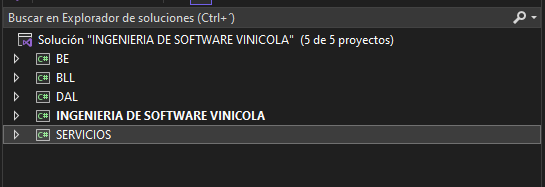 Buscar en Explorador de soluciones (Ctrl+´)
Solución "INGENIERIA DE SOFTWARE VINICOLA" (5 de 5 proyectos)
C# BE
C# BLL
C# DAL
C# INGENIERIA DE SOFTWARE VINICOLA
C# SERVICIOS